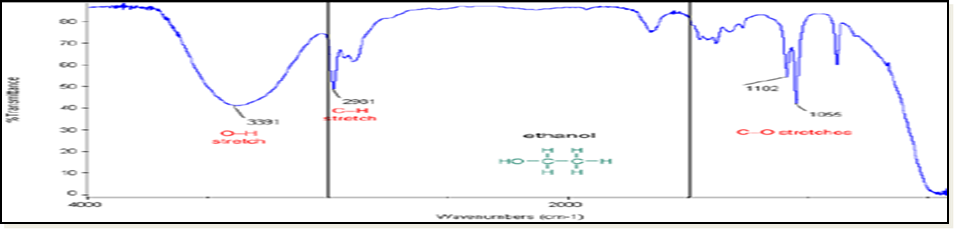 %Transmittance
80
70
60
50
40
30
20
10
0
3391
O–H
stretch
2981
C–H
stretch
ethanol
H H
HO–C–C–H
H H
1102
1055
C–O stretches
4000
2000
Wavenumbers (cm-1)